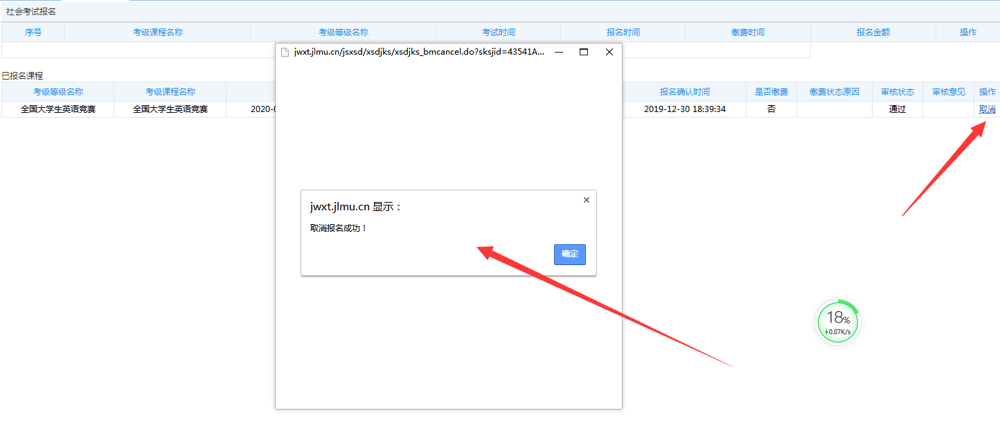 社会考试报名
序号 考级课程名称 考级等级名称 考试时间 报名时间 缴费时间 报名金额 操作
jwxt.jlmu.cn/jsxsd/xsdjks/xsdjks_bmcancel.do?sksjid=43541A...
已报名课程
考级等级名称 考级课程名称 报名确认时间 是否缴费 缴费状态原因 审核状态 审核意见 操作
全国大学生英语竞赛 全国大学生英语竞赛 2020-0 2019-12-30 18:39:34 否 通过 取消
jwxt.jlmu.cn 显示：
取消报名成功！
确定
18%
0.07K/s